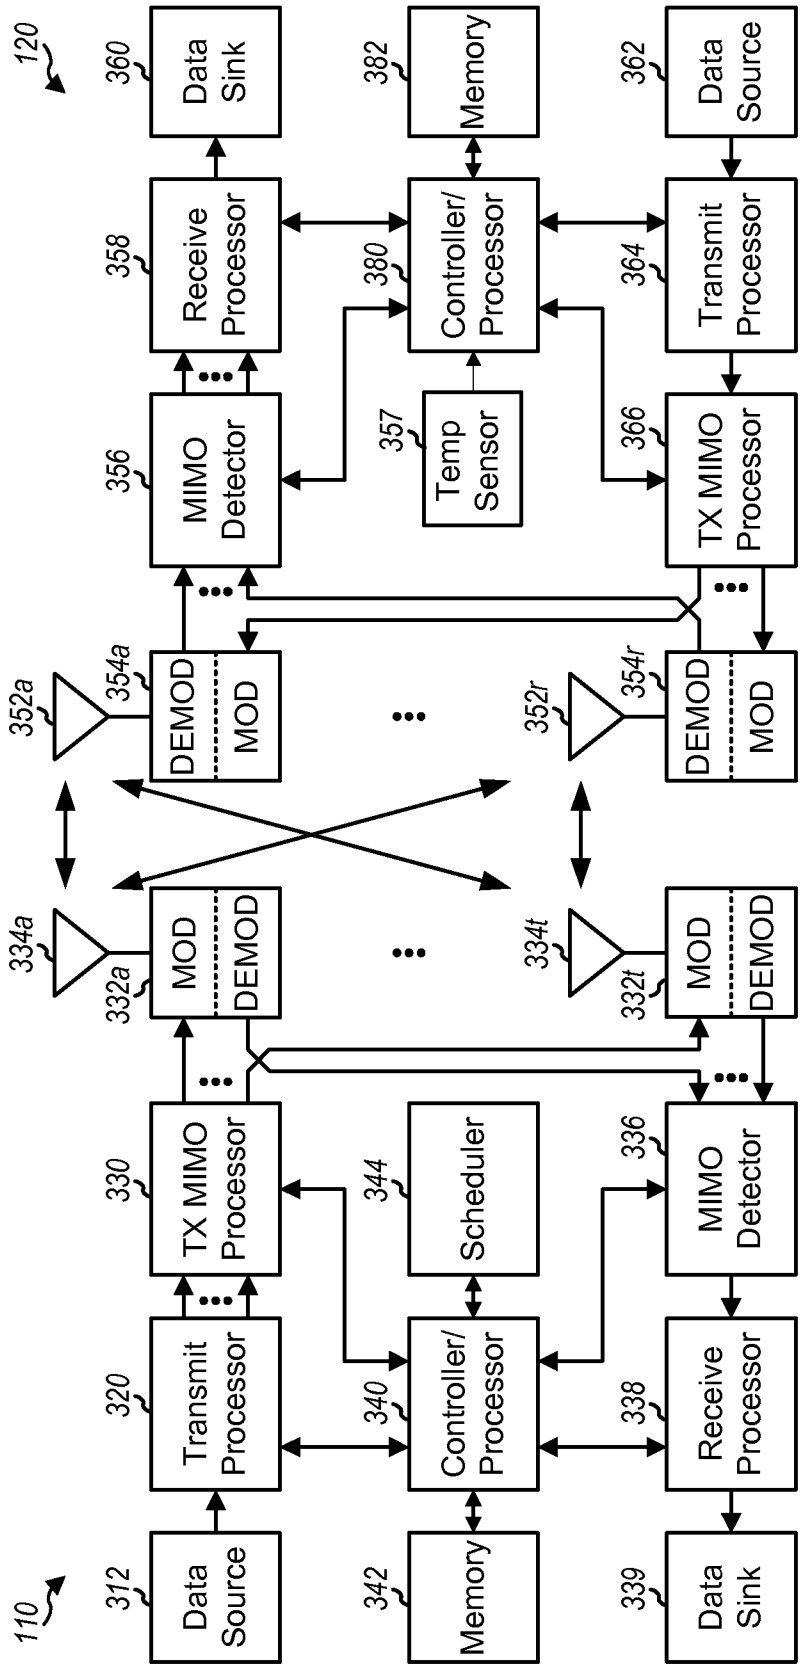 110
120
312
Data
Source
320
Transmit
Processor
330
TX MIMO
Processor
332a
MOD
DEMOD
334a
352a
354a
DEMOD
MOD
356
MIMO
Detector
358
Receive
Processor
360
Data
Sink
342
Memory
340
Controller/
Processor
344
Scheduler
357
Temp
Sensor
380
Controller/
Processor
382
Memory
339
Data
Sink
338
Receive
Processor
336
MIMO
Detector
332t
MOD
DEMOD
334t
352r
354r
DEMOD
MOD
366
TX MIMO
Processor
364
Transmit
Processor
362
Data
Source